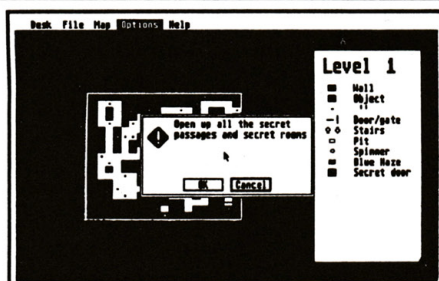 Desk File Map Options Help
Level 1
Wall
Object
"
Door/gate
Stairs
Pit
Spinner
Blue Haze
Secret door
Open up all the secret
passages and secret rooms
OK
Cancel